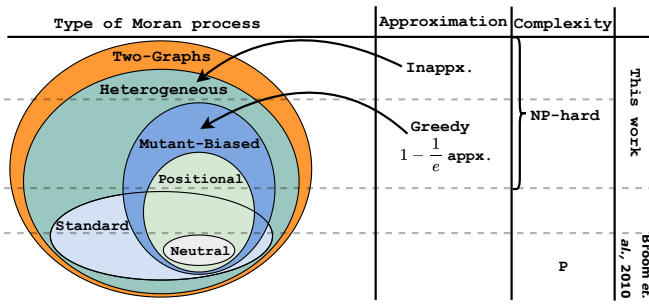 Type of Moran process
Approximation
Complexity
Two-Graphs
Heterogeneous
Mutant-Biased
Positional
Standard
Neutral
Inappx.
Greedy
1 − 1/e appx.
NP-hard
P
This work
Broom et.
al., 2010